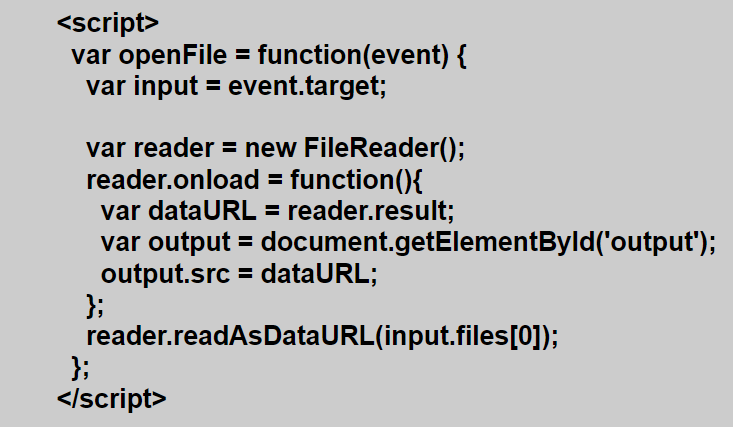 <script>
var openFile = function(event) {
var input = event.target;
var reader = new FileReader();
reader.onload = function(){
var dataURL = reader.result;
var output = document.getElementById('output');
output.src = dataURL;
};
reader.readAsDataURL(input.files[0]);
};
</script>